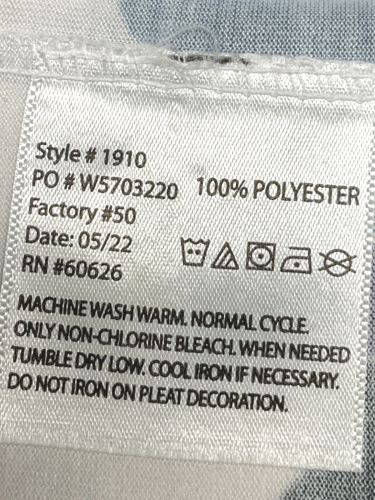 Style # 1910
PO # W5703220
100% POLYESTER
Factory #50
Date: 05/22
RN #60626
MACHINE WASH WARM. NORMAL CYCLE.
ONLY NON-CHLORINE BLEACH. WHEN NEEDED
TUMBLE DRY LOW. COOL IRON IF NECESSARY.
DO NOT IRON ON PLEAT DECORATION.